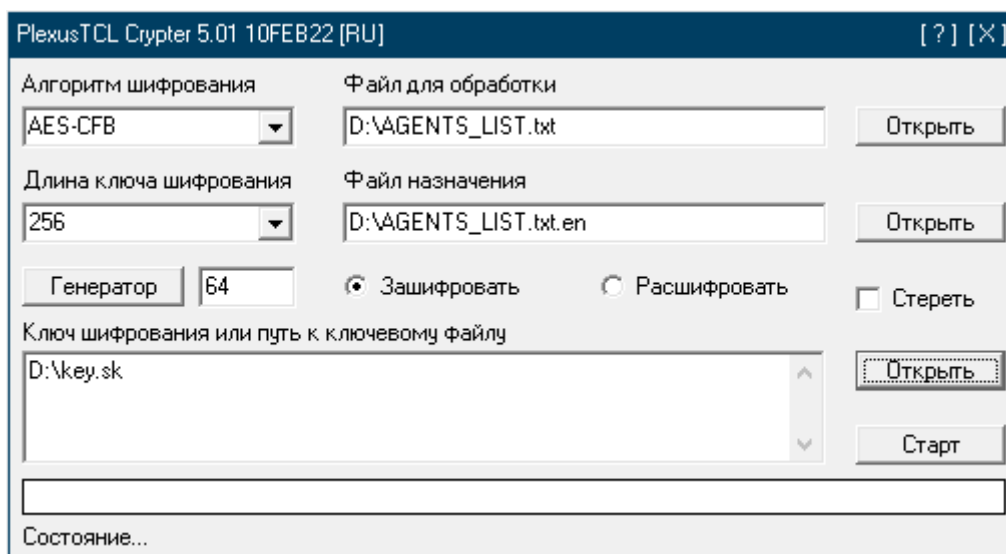 PlexusTCL Crypter 5.01 10FEB22 [RU] [ ? ] [X]
Алгоритм шифрования Файл для обработки
AES-CFB D:\AGENTS_LIST.txt Открыть
Длина ключа шифрования Файл назначения
256 D:\AGENTS_LIST.txt.en Открыть
Генератор 64 Зашифровать Расшифровать Стереть
Ключ шифрования или путь к ключевому файлу
D:\key.sk Открыть
Старт
Состояние...